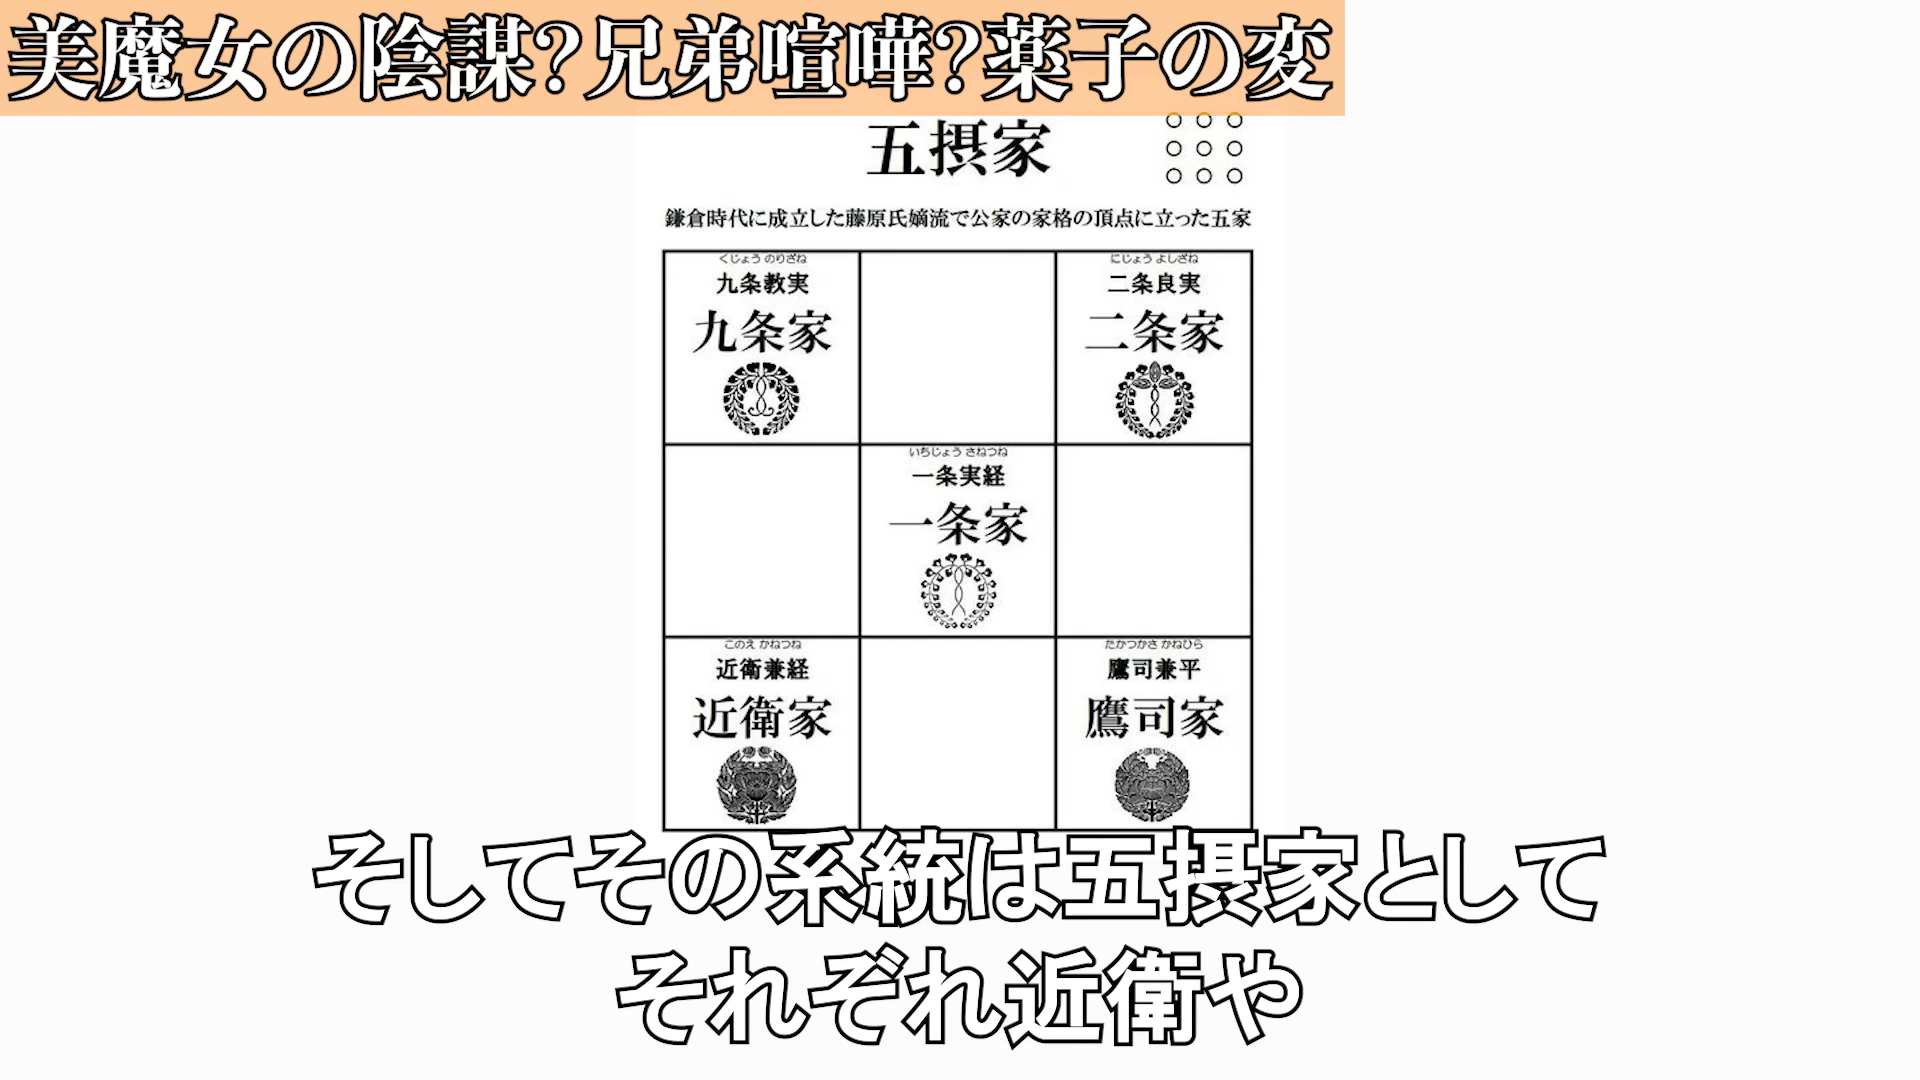 美魔女の陰謀?兄弟喧嘩?薬子の変
五摂家
鎌倉時代に成立した藤原氏嫡流で公家の家格の頂点に立った五家
くじょう のりざね
九条教実
九条家
にじょう よしざね
二条良実
二条家
いちじょう さねつね
一条実経
一条家
このえ かねつね
近衛兼経
近衛家
たかつかさ かねひら
鷹司兼平
鷹司家
そしてその系統は五摂家として
それぞれ近衛や